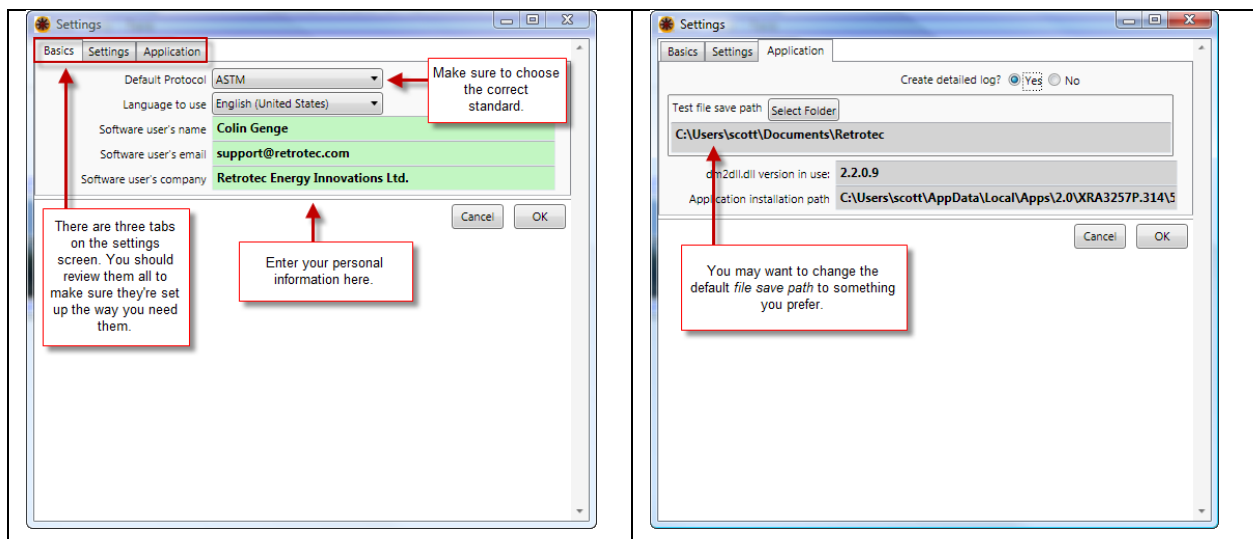 Settings
Basics Settings Application
Default Protocol ASTM
Language to use English (United States)
Software user's name Colin Genge
Software user's email support@retrotec.com
Software user's company Retrotec Energy Innovations Ltd.
Cancel OK
Make sure to choose
the correct
standard.
There are three tabs
on the settings
screen. You should
review them all to
make sure they're set
up the way you need
them.
Enter your personal
information here.
Settings
Basics Settings Application
Create detailed log? Yes No
Test file save path Select Folder
C:\Users\scott\Documents\Retrotec
dm2dll.dll version in use: 2.2.0.9
Application installation path C:\Users\scott\AppData\Local\Apps\2.0\XRA3257P.314\5
Cancel OK
You may want to change the
default file save path to something
you prefer.